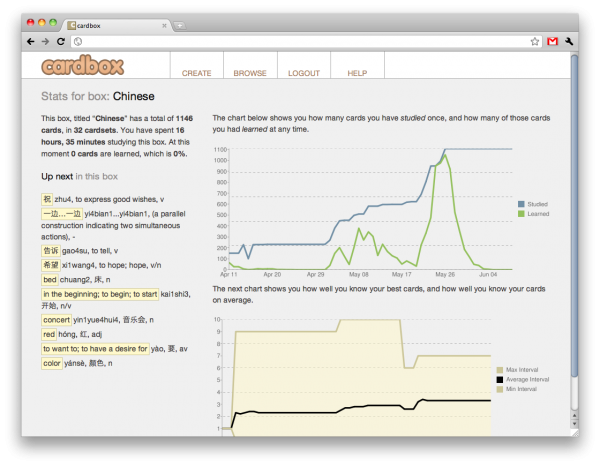 cardbox
cardbox
CREATE
BROWSE
LOGOUT
HELP
Stats for box: Chinese
This box, titled "Chinese" has a total of 1146
cards, in 32 cardsets. You have spent 16
hours, 35 minutes studying this box. At this
moment 0 cards are learned, which is 0%.
Up next in this box
祝 zhu4, to express good wishes, v
一边...一边 yi4bian1...yi4bian1, (a parallel
construction indicating two simultaneous
actions), -
告诉 gao4su, to tell, v
希望 xi1wang4, to hope; hope, v/n
bed chuang2, 床, n
in the beginning; to begin; to start kai1shi3,
开始, n/v
concert yin1yue4hui4, 音乐会, n
red hóng, 红, adj
to want to; to have a desire for yào, 要, av
color yánsè, 颜色, n
The chart below shows you how many cards you have studied once, and how many of those cards
you had learned at any time.
1100
1000
900
800
700
600
500
400
300
200
100
0
Apr 11
Apr 20
Apr 29
May 08
May 17
May 26
Jun 04
Studied
Learned
The next chart shows you how well you know your best cards, and how well you know your cards
on average.
10
9
8
7
6
5
4
3
2
1
Max Interval
Average Interval
Min Interval